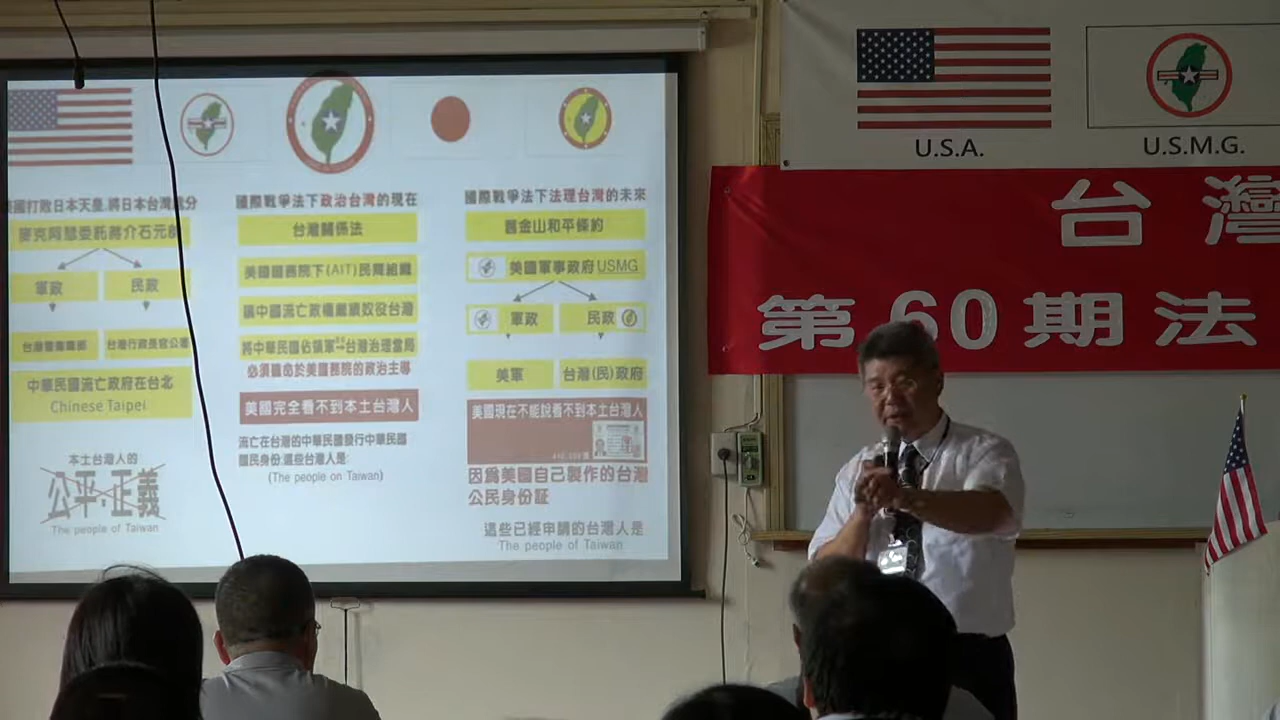 國際戰爭法下政治台灣的現在
國際戰爭法下法理台灣的未來
國打敗日本天皇,將日本台灣處分
麥克阿瑟委託蔣介石元帥
軍政
民政
台灣警備總部
台灣行政長官公署
中華民國流亡政府在台北
Chinese Taipei
本土台灣人的
公平.正義
The people of Taiwan
台灣關係法
美國國務院下(AIT)民間組織
讓中國流亡政權繼續奴役台灣
將中華民國佔領軍 台灣治理當局
必須聽命於美國務院的政治主導
美國完全看不到本土台灣人
流亡在台灣的中華民國發行中華民國
國民身份:這些台灣人是:
(The people on Taiwan)
舊金山和平條約
美國軍事政府USMG
軍政
民政
美軍
台灣(民)政府
美國現在不能說看不到本土台灣人
因為美國自己製作的台灣
公民身份証
這些已經申請的台灣人是
The people of Taiwan
U.S.A.
U.S.M.G.
台灣
第60期法